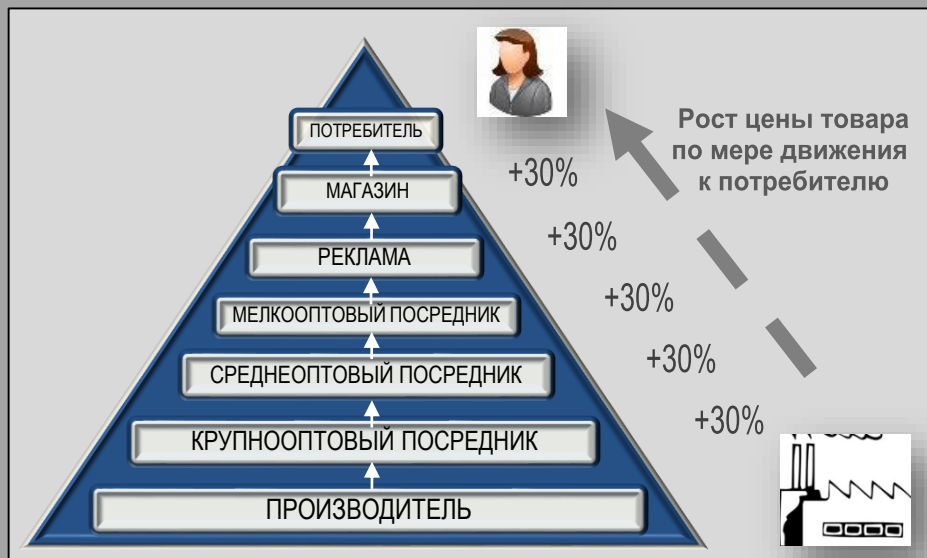 ПОТРЕБИТЕЛЬ
МАГАЗИН
РЕКЛАМА
МЕЛКООПТОВЫЙ ПОСРЕДНИК
СРЕДНЕОПТОВЫЙ ПОСРЕДНИК
КРУПНООПТОВЫЙ ПОСРЕДНИК
ПРОИЗВОДИТЕЛЬ
Рост цены товара
по мере движения
к потребителю
+30%
+30%
+30%
+30%
+30%